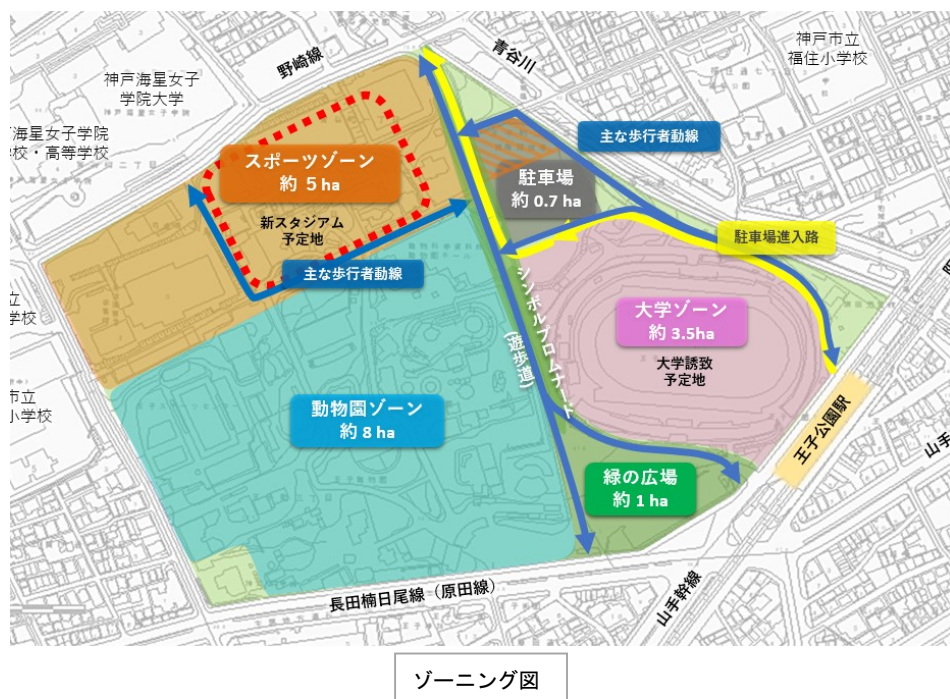 野崎線
青谷川
神戸市立
福住小学校
神戸海星女子
学院大学
海星女子学院
校・高等学校
主な歩行者動線
スポーツゾーン
約 5 ha
駐車場
約 0.7 ha
新スタジアム
予定地
駐車場進入路
主な歩行者動線
シンボルプロムナード
(遊歩道)
大学ゾーン
約 3.5ha
大学誘致
予定地
立
学校
市立
小学校
動物園ゾーン
約 8 ha
王子公園駅
緑の広場
約 1 ha
長田楠日尾線（原田線）
山手幹線
山手
ゾーニング図